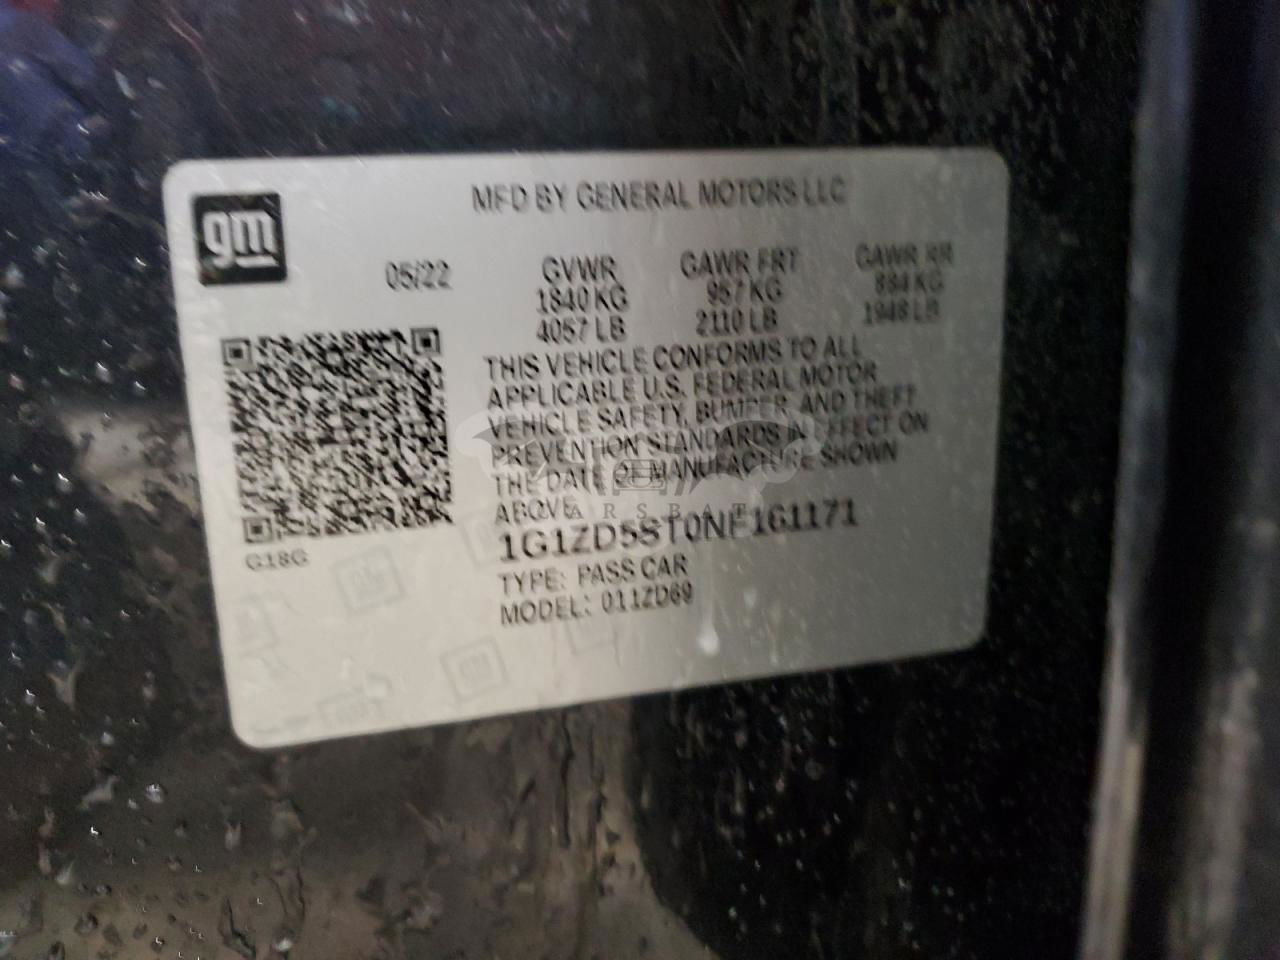 gm
MFD BY GENERAL MOTORS LLC
05/22
GVWR GAWR FRT GAWR RR
1840 KG 957 KG 884 KG
4057 LB 2110 LB 1948 LB
THIS VEHICLE CONFORMS TO ALL
APPLICABLE U.S. FEDERAL MOTOR
VEHICLE SAFETY, BUMPER, AND THEFT
PREVENTION STANDARDS IN EFFECT ON
THE DATE OF MANUFACTURE SHOWN
ABOVE
CARSBAT
1G1ZD5ST0NF161171
TYPE: PASS CAR
MODEL: 011ZD69
G18G